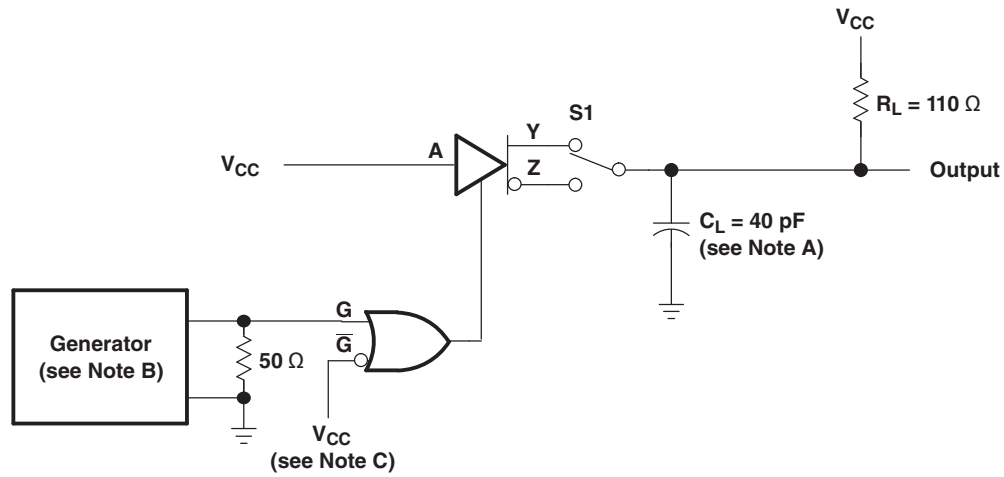 VCC
RL = 110 Ω
S1
Y
A
Z
VCC
Output
CL = 40 pF
(see Note A)
G
G̅
Generator
(see Note B)
50 Ω
VCC
(see Note C)